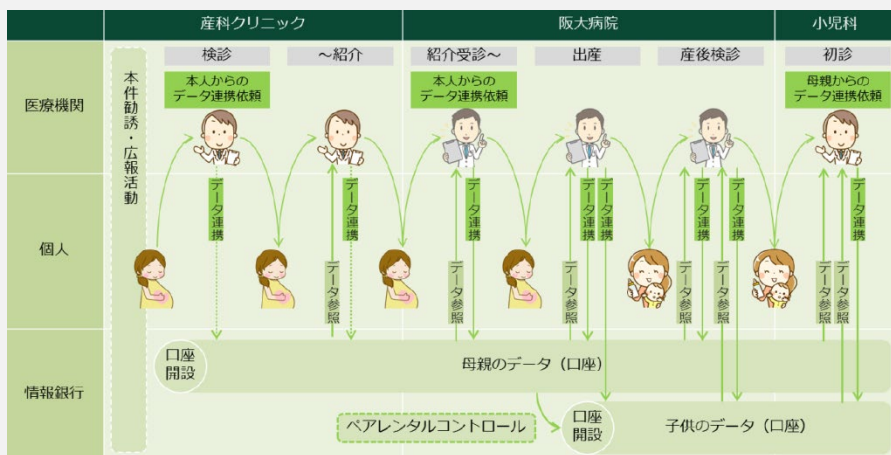 産科クリニック
阪大病院
小児科
検診
～紹介
紹介受診～
出産
産後検診
初診
本人からの
データ連携依頼
本人からの
データ連携依頼
母親からの
データ連携依頼
医療機関
本件勧誘・広報活動
個人
データ連携
データ参照
データ連携
データ参照
データ連携
データ参照
データ連携
データ連携
データ参照
データ連携
データ参照
データ連携
データ参照
データ参照
データ連携
情報銀行
口座
開設
母親のデータ（口座）
ペアレンタルコントロール
口座
開設
子供のデータ（口座）